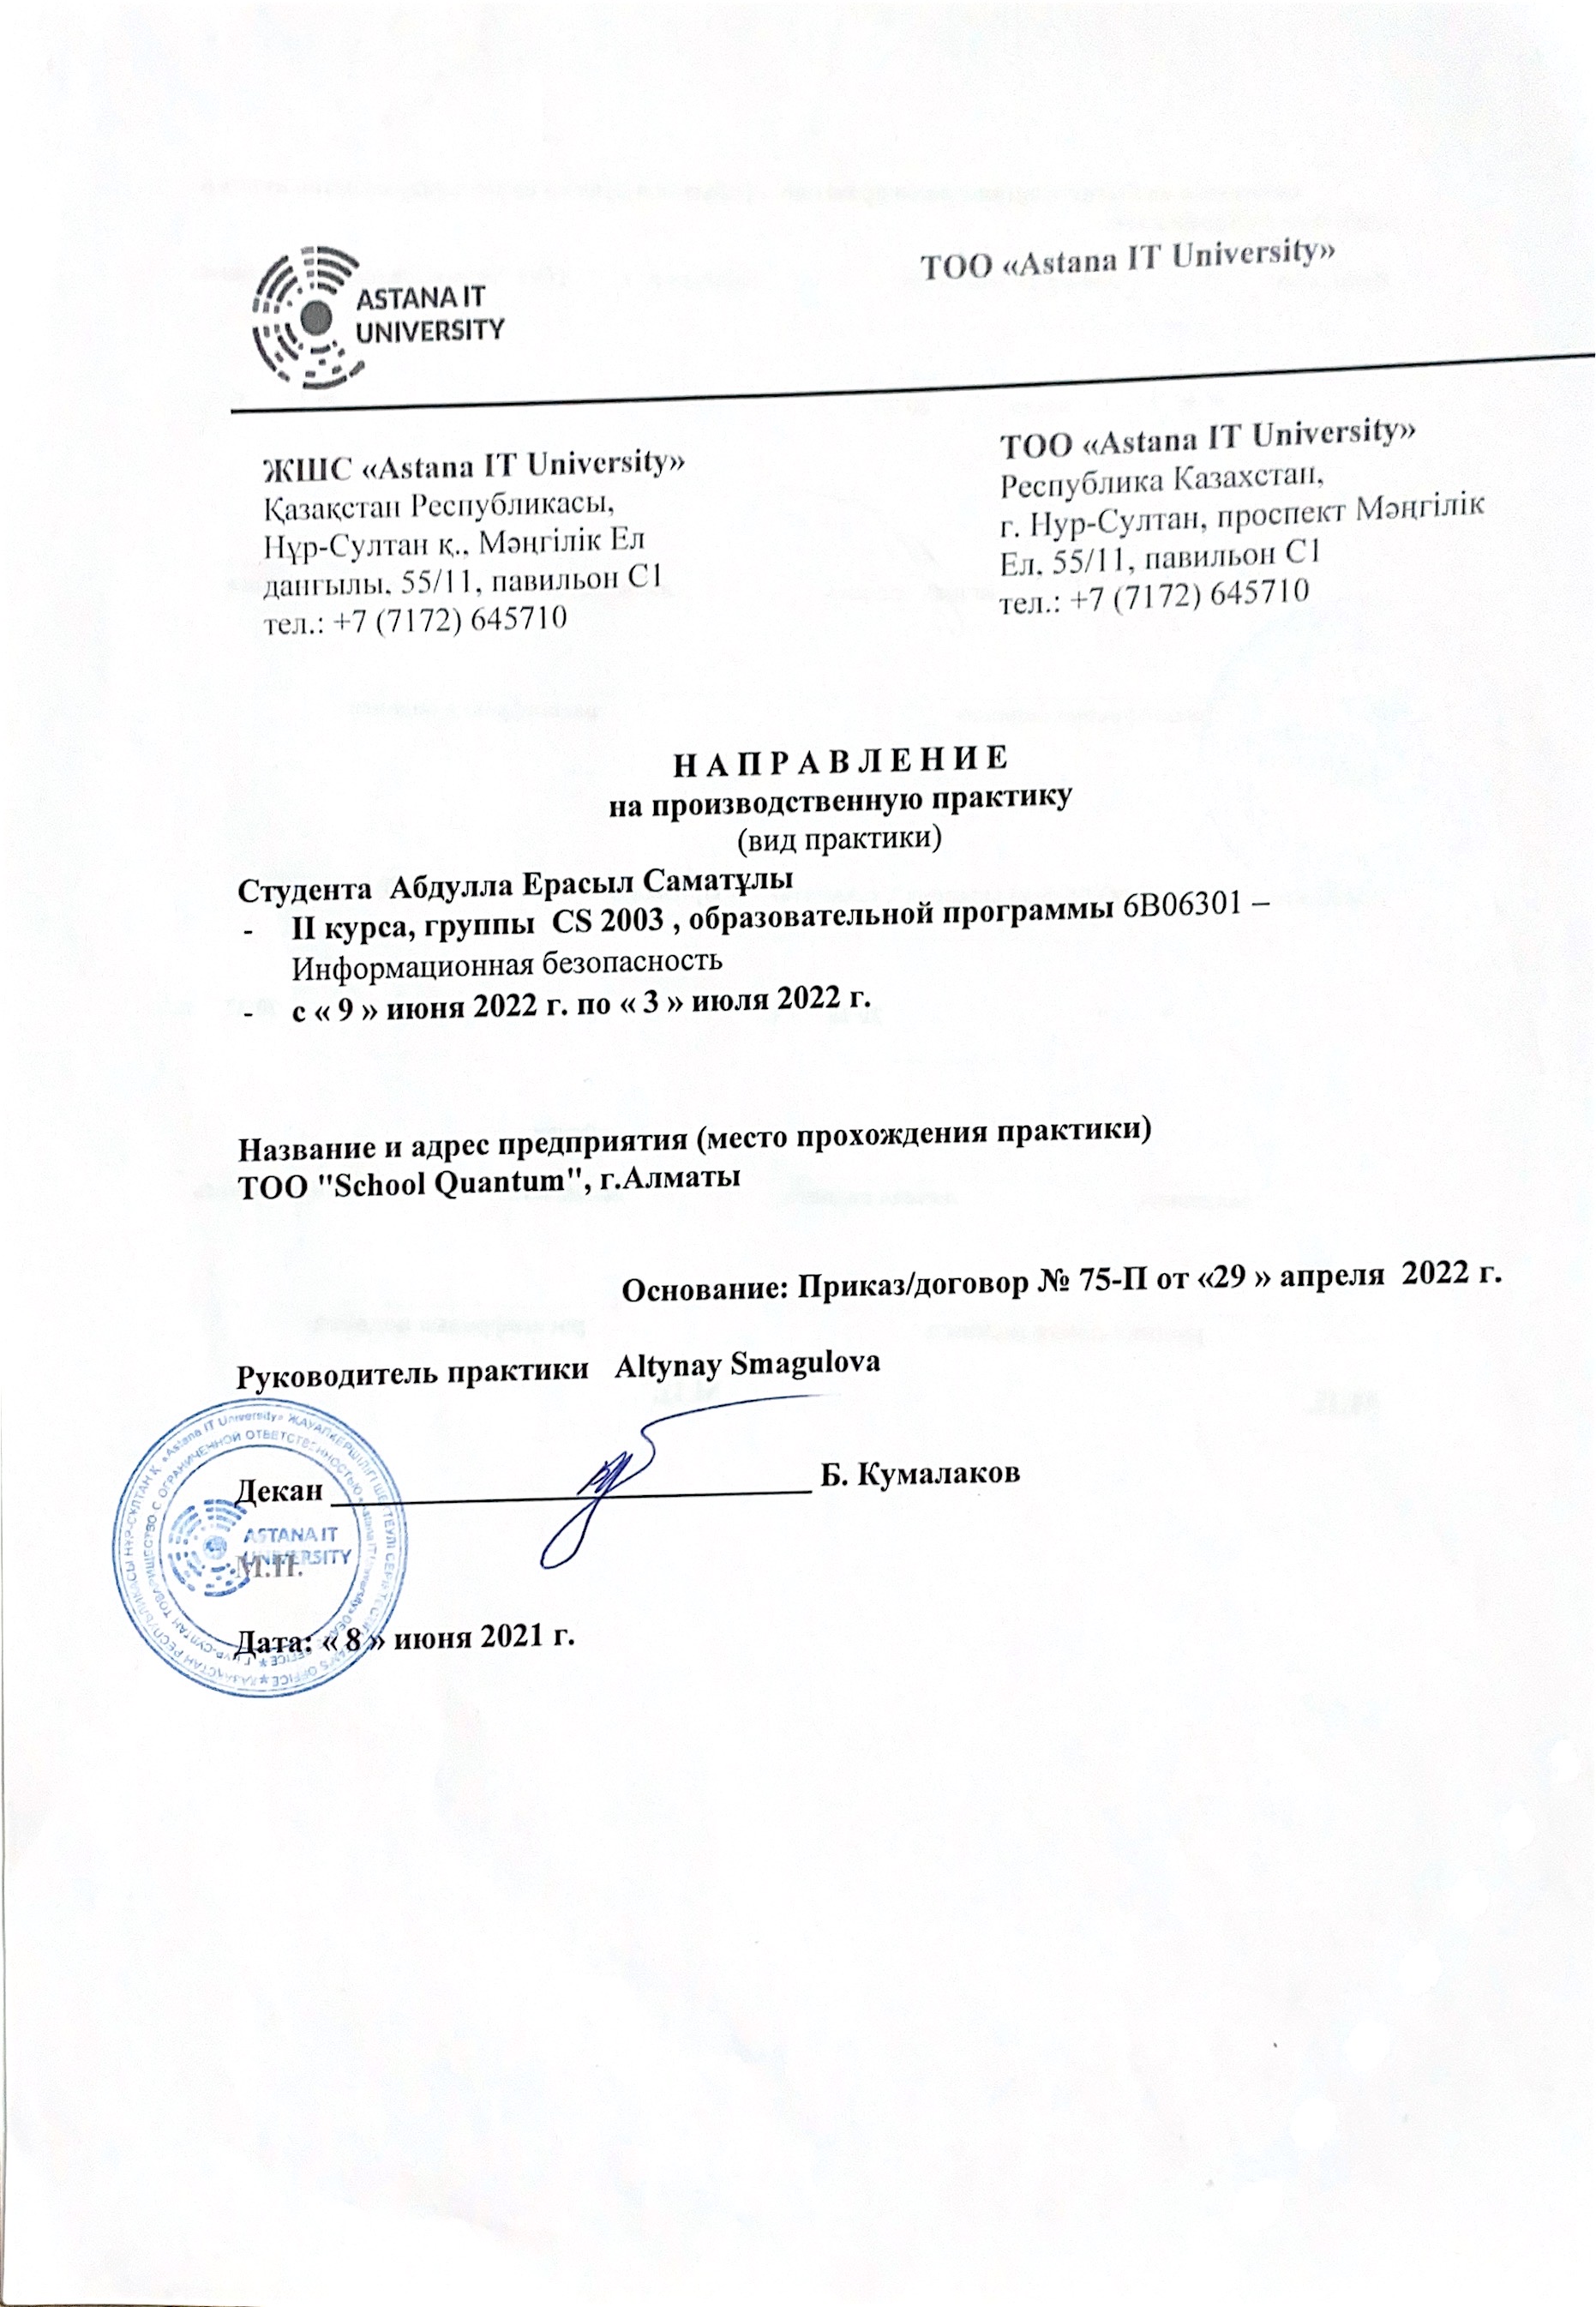 ASTANA IT
UNIVERSITY
ТОО «Astana IT University»
ЖШС «Astana IT University»
Қазақстан Республикасы,
Нұр-Султан қ., Мәңгілік Ел
даңғылы, 55/11, павильон С1
тел.: +7 (7172) 645710
ТОО «Astana IT University»
Республика Казахстан,
г. Нур-Султан, проспект Мәңгілік
Ел, 55/11, павильон С1
тел.: +7 (7172) 645710
Н А П Р А В Л Е Н И Е
на производственную практику
(вид практики)
Студента Абдулла Ерасыл Саматұлы
- II курса, группы CS 2003 , образовательной программы 6В06301 –
Информационная безопасность
- с « 9 » июня 2022 г. по « 3 » июля 2022 г.
Название и адрес предприятия (место прохождения практики)
ТОО "School Quantum", г.Алматы
Основание: Приказ/договор № 75-П от «29 » апреля 2022 г.
Руководитель практики Altynay Smagulova
Декан ______________________________ Б. Кумалаков
ASTANA IT
UNIVERSITY
М.П.
Дата: « 8 » июня 2021 г.